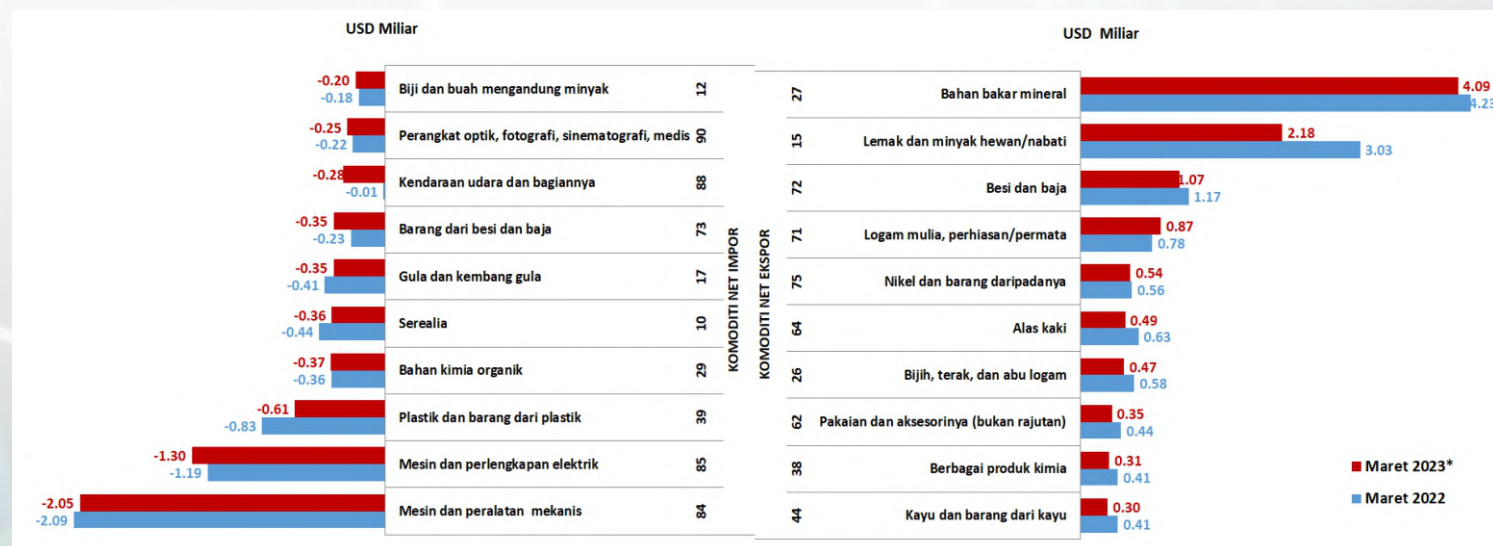 USD Miliar
-0.20
-0.18
Biji dan buah mengandung minyak
12
-0.25
-0.22
Perangkat optik, fotografi, sinematografi, medis
90
-0.28
-0.01
Kendaraan udara dan bagiannya
88
-0.35
-0.23
Barang dari besi dan baja
73
-0.35
-0.41
Gula dan kembang gula
17
-0.36
-0.44
Serealia
10
-0.37
-0.36
Bahan kimia organik
29
-0.61
-0.83
Plastik dan barang dari plastik
39
-1.30
-1.19
Mesin dan perlengkapan elektrik
85
-2.05
-2.09
Mesin dan peralatan mekanis
84
KOMODITI NET IMPOR
KOMODITI NET EKSPOR
USD Miliar
27
Bahan bakar mineral
4.09
4.23
15
Lemak dan minyak hewan/nabati
2.18
3.03
72
Besi dan baja
1.07
1.17
71
Logam mulia, perhiasan/permata
0.87
0.78
75
Nikel dan barang daripadanya
0.54
0.56
64
Alas kaki
0.49
0.63
26
Bijih, terak, dan abu logam
0.47
0.58
62
Pakaian dan aksesorinya (bukan rajutan)
0.35
0.44
38
Berbagai produk kimia
0.31
0.41
44
Kayu dan barang dari kayu
0.30
0.41
Maret 2023*
Maret 2022